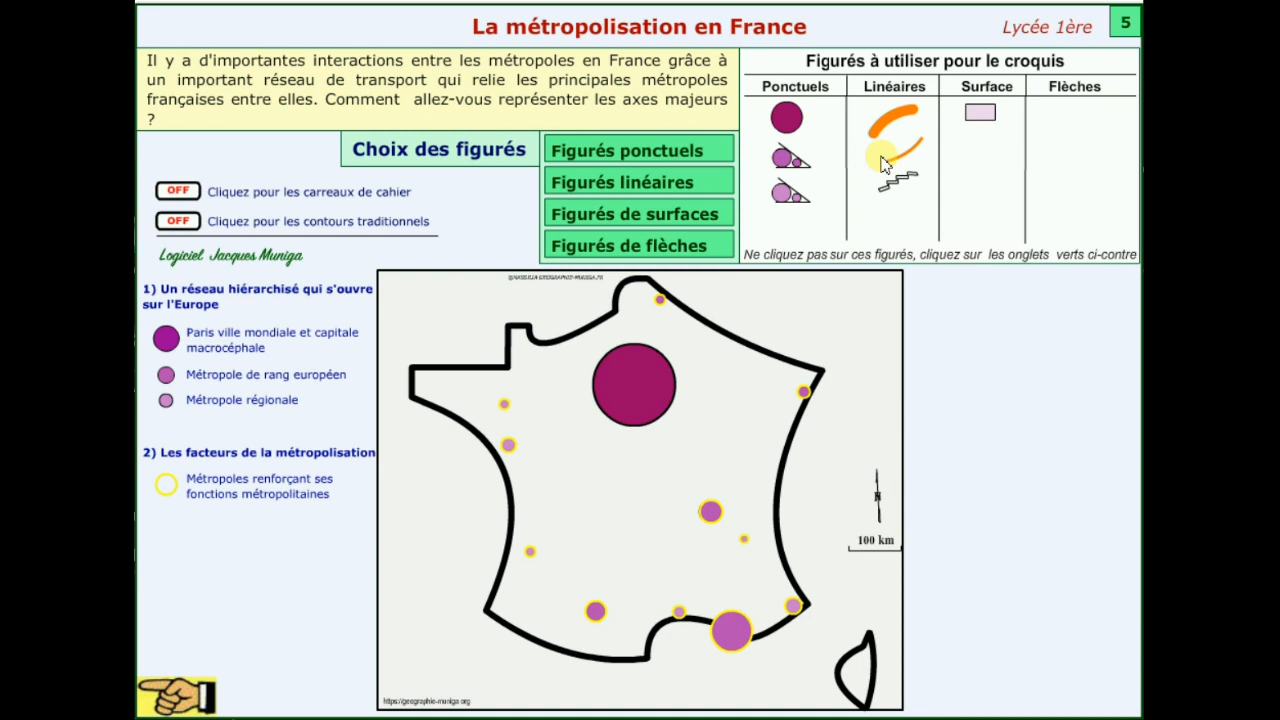 La métropolisation en France
Lycée 1ère
5
Il y a d'importantes interactions entre les métropoles en France grâce à
un important réseau de transport qui relie les principales métropoles
françaises entre elles. Comment allez-vous représenter les axes majeurs
?
Figurés à utiliser pour le croquis
Ponctuels
Linéaires
Surface
Flèches
Choix des figurés
Figurés ponctuels
Figurés linéaires
Figurés de surfaces
Figurés de flèches
OFF Cliquez pour les carreaux de cahier
OFF Cliquez pour les contours traditionnels
Logiciel Jacques Muniga
Ne cliquez pas sur ces figurés, cliquez sur les onglets verts ci-contre
1) Un réseau hiérarchisé qui s'ouvre
sur l'Europe
Paris ville mondiale et capitale
macrocéphale
Métropole de rang européen
Métropole régionale
2) Les facteurs de la métropolisation
Métropoles renforçant ses
fonctions métropolitaines
N
100 km
https://geographie-muniga.org